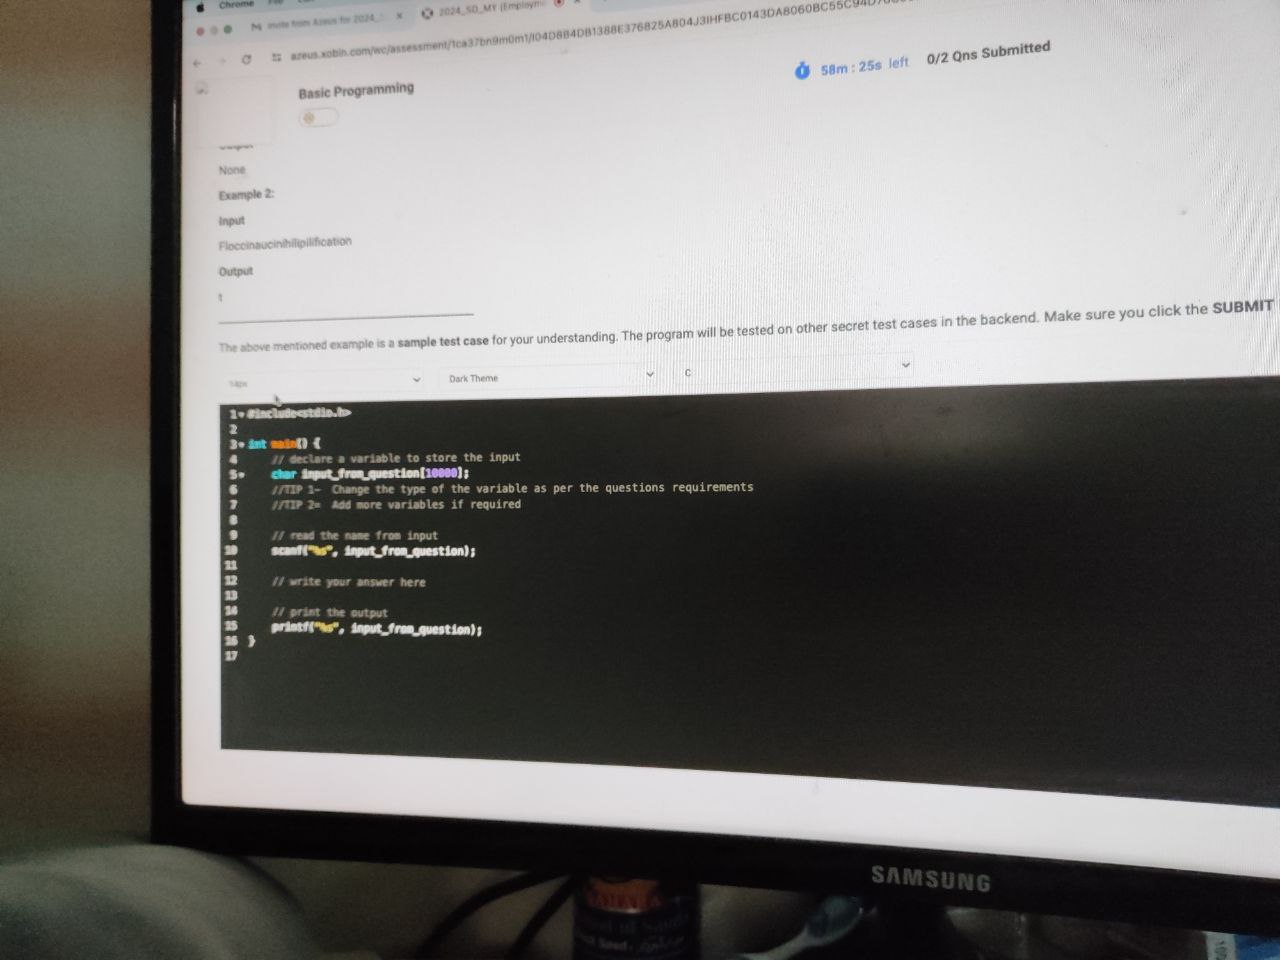 Chrome
Invite from Azeus for 2024_
2024_SD_MY (Employm
azeus.xobin.com/wc/assessment/1ca37bn9m0m1/
Basic Programming
58m : 25s left
0/2 Qns Submitted
None
Example 2:
Input
Floccinaucinihilipilification
Output
t
The above mentioned example is a sample test case for your understanding. The program will be tested on other secret test cases in the backend. Make sure you click the SUBMIT
14px
Dark Theme
C
1 #include<stdio.h>
2
3 int main() {
4 // declare a variable to store the input
5 char input_from_question[10000];
6 //TIP 1- Change the type of the variable as per the questions requirements
7 //TIP 2= Add more variables if required
8
9 // read the name from input
10 scanf("%s", input_from_question);
11
12 // write your answer here
13
14 // print the output
15 printf("%s", input_from_question);
16 }
17
SAMSUNG